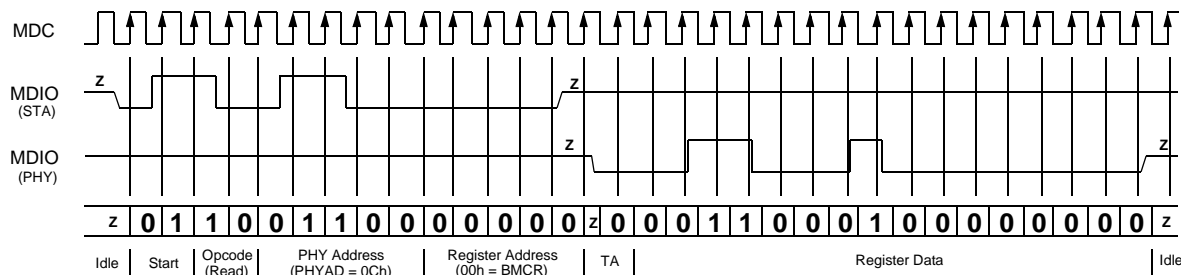 MDC
Z
MDIO
(STA)
Z
MDIO
(PHY)
Z
Z
Z 0 1 1 0 0 1 1 0 0 0 0 0 0 0 Z 0 0 0 1 1 0 0 0 1 0 0 0 0 0 0 0 0 Z
Idle Start Opcode (Read) PHY Address (PHYAD = 0Ch) Register Address (00h = BMCR) TA Register Data Idle